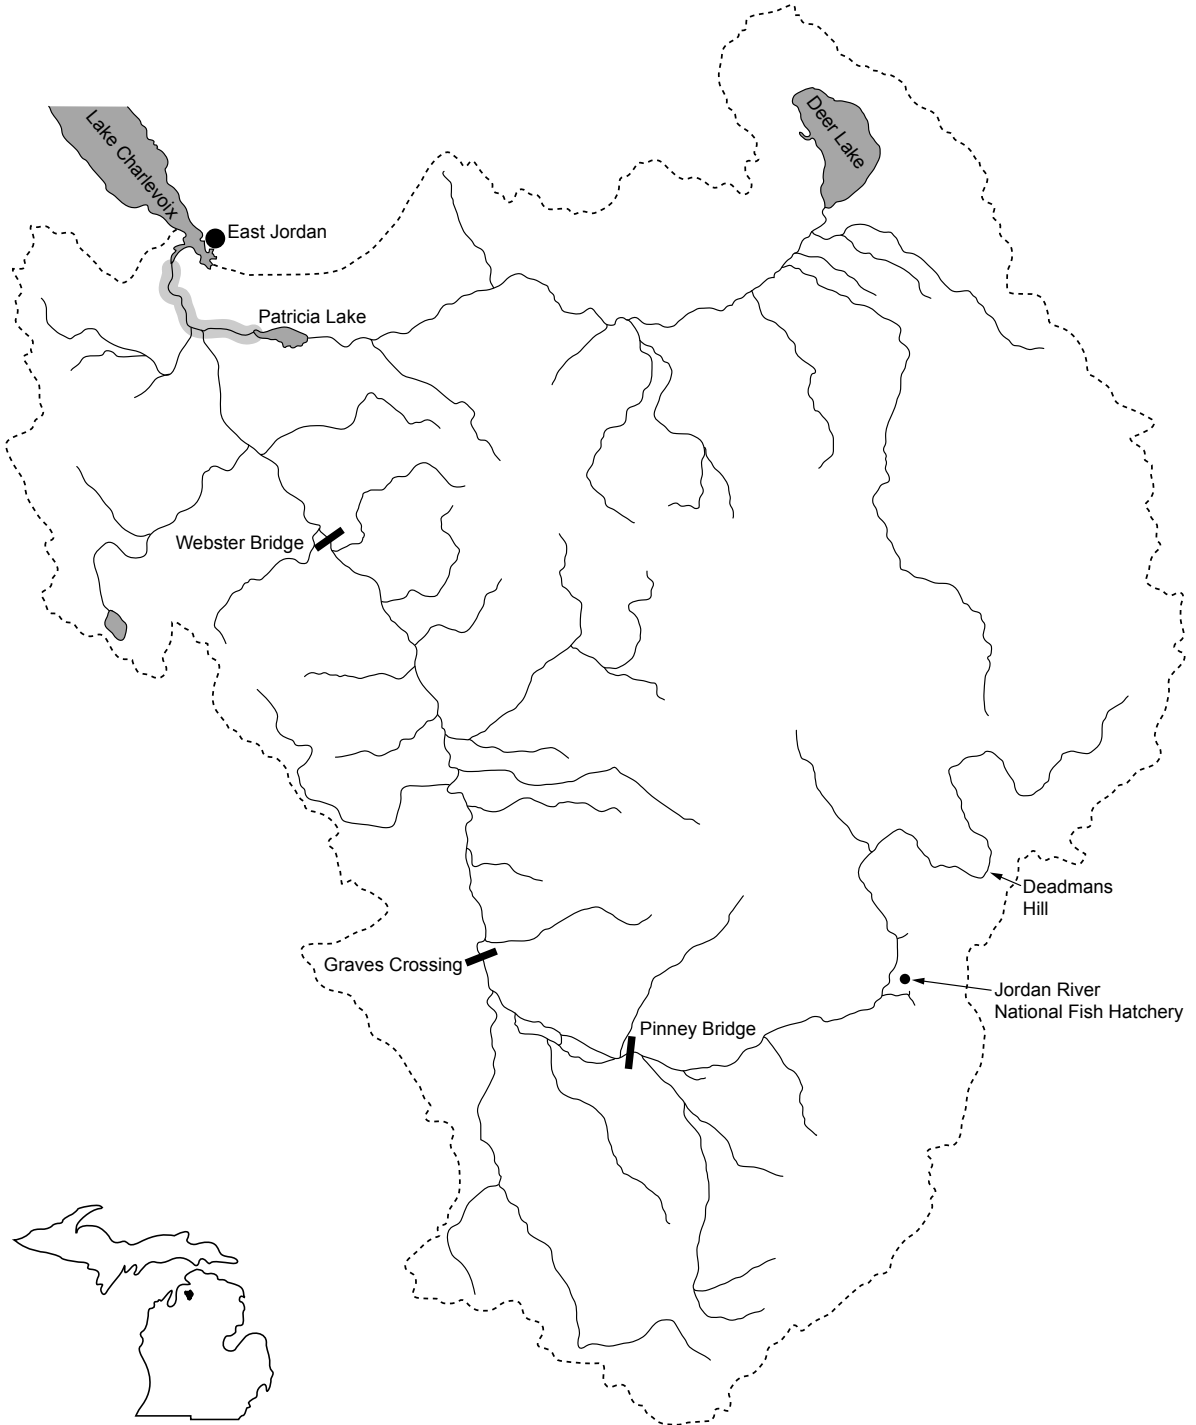 Deer Lake
Lake Charlevoix
East Jordan
Patricia Lake
Webster Bridge
Deadmans
Hill
Graves Crossing
Jordan River
National Fish Hatchery
Pinney Bridge